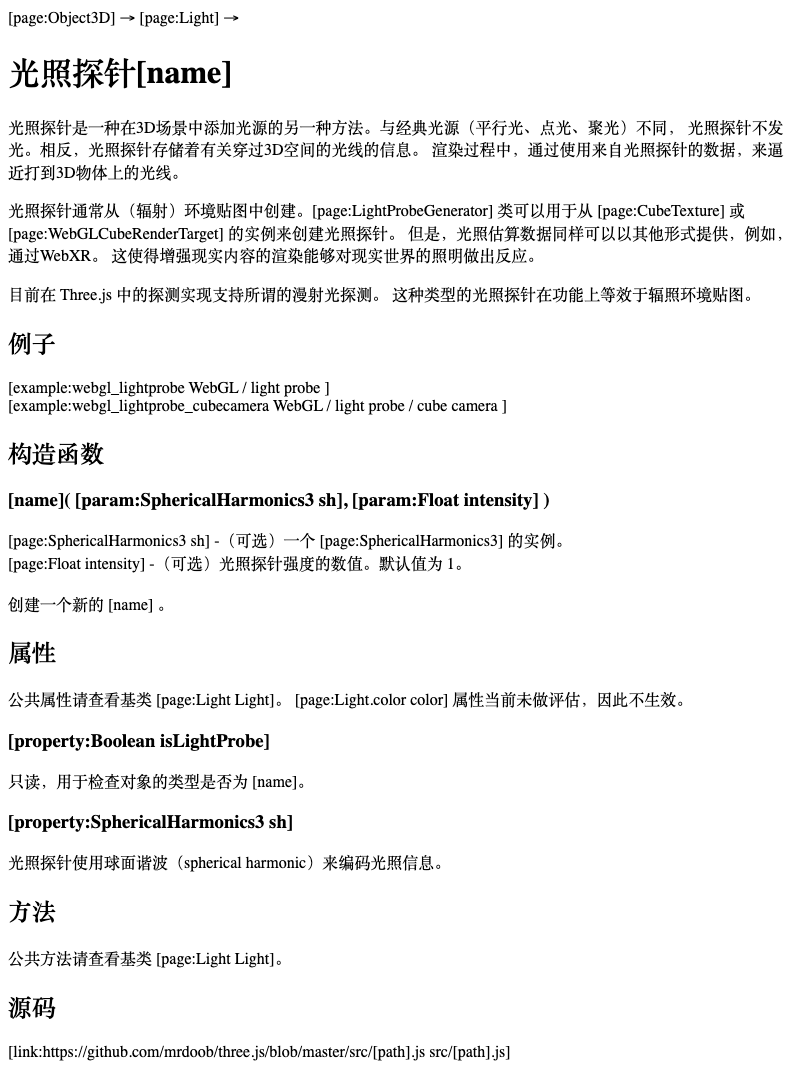 [page:Object3D] → [page:Light] →
光照探针[name]
光照探针是一种在3D场景中添加光源的另一种方法。与经典光源（平行光、点光、聚光）不同， 光照探针不发
光。相反，光照探针存储着有关穿过3D空间的光线的信息。 渲染过程中，通过使用来自光照探针的数据，来逼
近打到3D物体上的光线。
光照探针通常从（辐射）环境贴图中创建。[page:LightProbeGenerator] 类可以用于从 [page:CubeTexture] 或
[page:WebGLCubeRenderTarget] 的实例来创建光照探针。 但是，光照估算数据同样可以以其他形式提供，例如，
通过WebXR。 这使得增强现实内容的渲染能够对现实世界的照明做出反应。
目前在 Three.js 中的探测实现支持所谓的漫射光探测。 这种类型的光照探针在功能上等效于辐照环境贴图。
例子
[example:webgl_lightprobe WebGL / light probe ]
[example:webgl_lightprobe_cubecamera WebGL / light probe / cube camera ]
构造函数
[name]( [param:SphericalHarmonics3 sh], [param:Float intensity] )
[page:SphericalHarmonics3 sh] -（可选）一个 [page:SphericalHarmonics3] 的实例。
[page:Float intensity] -（可选）光照探针强度的数值。默认值为 1。
创建一个新的 [name] 。
属性
公共属性请查看基类 [page:Light Light]。 [page:Light.color color] 属性当前未做评估，因此不生效。
[property:Boolean isLightProbe]
只读，用于检查对象的类型是否为 [name]。
[property:SphericalHarmonics3 sh]
光照探针使用球面谐波（spherical harmonic）来编码光照信息。
方法
公共方法请查看基类 [page:Light Light]。
源码
[link:https://github.com/mrdoob/three.js/blob/master/src/[path].js src/[path].js]